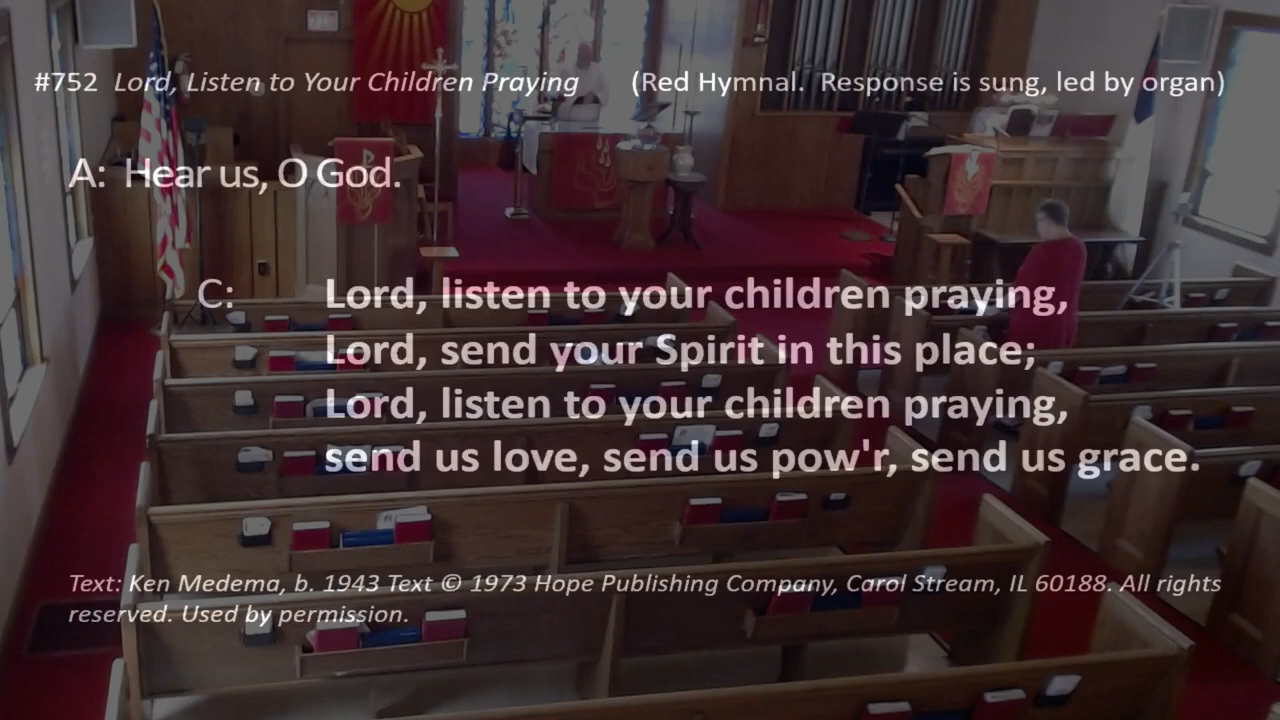 #752 Lord, Listen to Your Children Praying (Red Hymnal. Response is sung, led by organ)
A: Hear us, O God.
C: Lord, listen to your children praying,
Lord, send your Spirit in this place;
Lord, listen to your children praying,
send us love, send us pow'r, send us grace.
Text: Ken Medema, b. 1943 Text © 1973 Hope Publishing Company, Carol Stream, IL 60188. All rights
reserved. Used by permission.